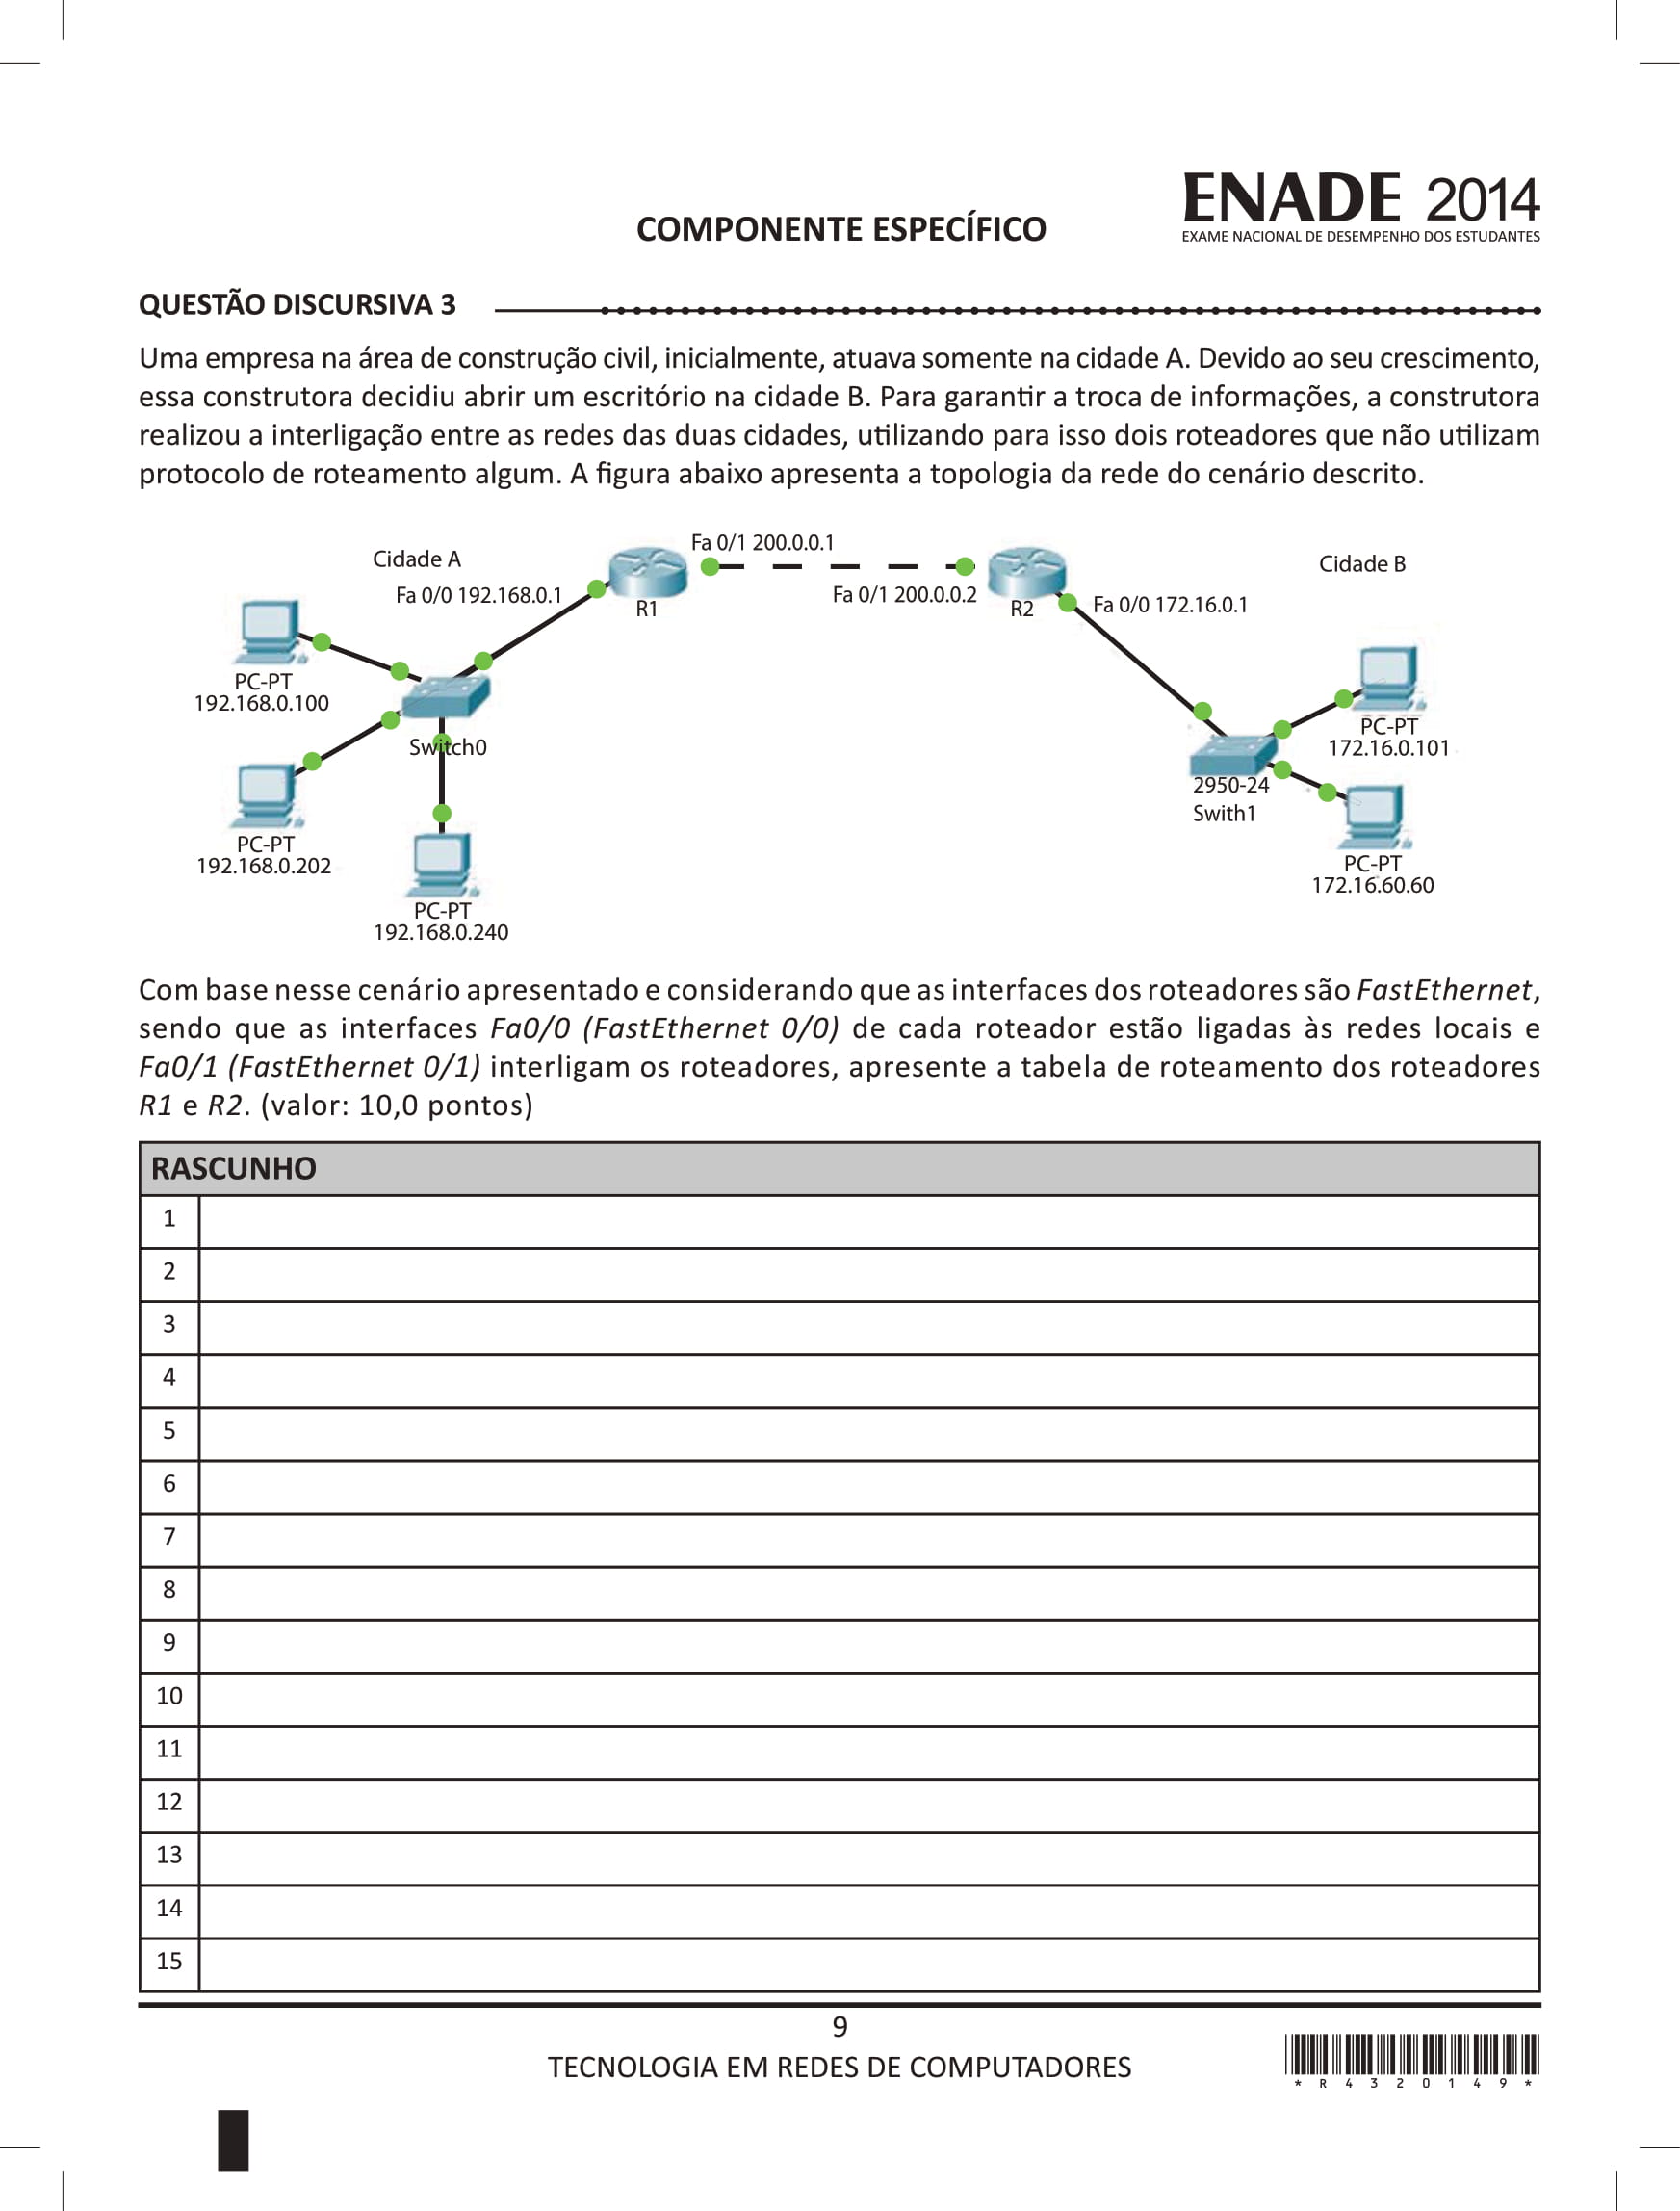 ENADE 2014
EXAME NACIONAL DE DESEMPENHO DOS ESTUDANTES
COMPONENTE ESPECÍFICO
QUESTÃO DISCURSIVA 3
Uma empresa na área de construção civil, inicialmente, atuava somente na cidade A. Devido ao seu crescimento,
essa construtora decidiu abrir um escritório na cidade B. Para garantir a troca de informações, a construtora
realizou a interligação entre as redes das duas cidades, utilizando para isso dois roteadores que não utilizam
protocolo de roteamento algum. A figura abaixo apresenta a topologia da rede do cenário descrito.
Cidade A
Fa 0/0 192.168.0.1
R1
Fa 0/1 200.0.0.1
Fa 0/1 200.0.0.2
R2
Fa 0/0 172.16.0.1
Cidade B
PC-PT
192.168.0.100
Switch0
PC-PT
192.168.0.202
PC-PT
192.168.0.240
PC-PT
172.16.0.101
2950-24
Swith1
PC-PT
172.16.60.60
Com base nesse cenário apresentado e considerando que as interfaces dos roteadores são FastEthernet,
sendo que as interfaces Fa0/0 (FastEthernet 0/0) de cada roteador estão ligadas às redes locais e
Fa0/1 (FastEthernet 0/1) interligam os roteadores, apresente a tabela de roteamento dos roteadores
R1 e R2. (valor: 10,0 pontos)
RASCUNHO
1
2
3
4
5
6
7
8
9
10
11
12
13
14
15
9
TECNOLOGIA EM REDES DE COMPUTADORES
* R 4 3 2 0 1 4 9 *